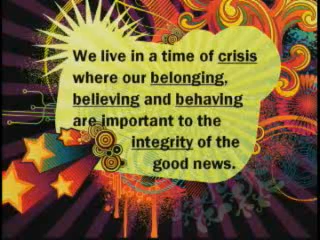 We live in a time of crisis
where our belonging,
believing and behaving
are important to the
integrity of the
good news.